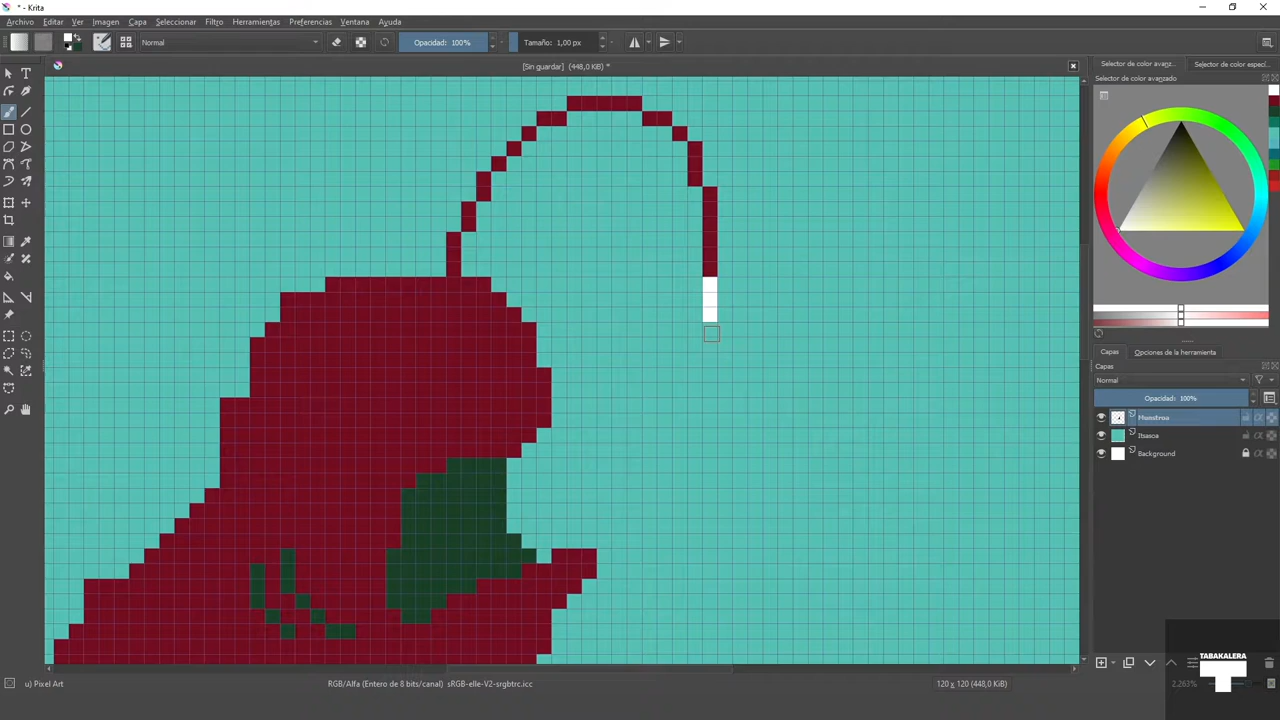 * - Krita
Archivo Editar Ver Imagen Capa Seleccionar Filtro Herramientas Preferencias Ventana Ayuda
Normal Opacidad: 100% Tamaño: 1,00 px
[Sin guardar] (448,0 KiB) *
Selector de color avanz... Selector de color especí...
Selector de color avanzado
Capas Opciones de la herramienta
Capas
Normal
Opacidad: 100%
Itsasoa
Background
TABAKALERA
u) Pixel Art RGB/Alfa (Entero de 8 bits/canal) sRGB-elle-V2-srgbtrc.icc 120 x 120 (448,0 KiB) 2.263%